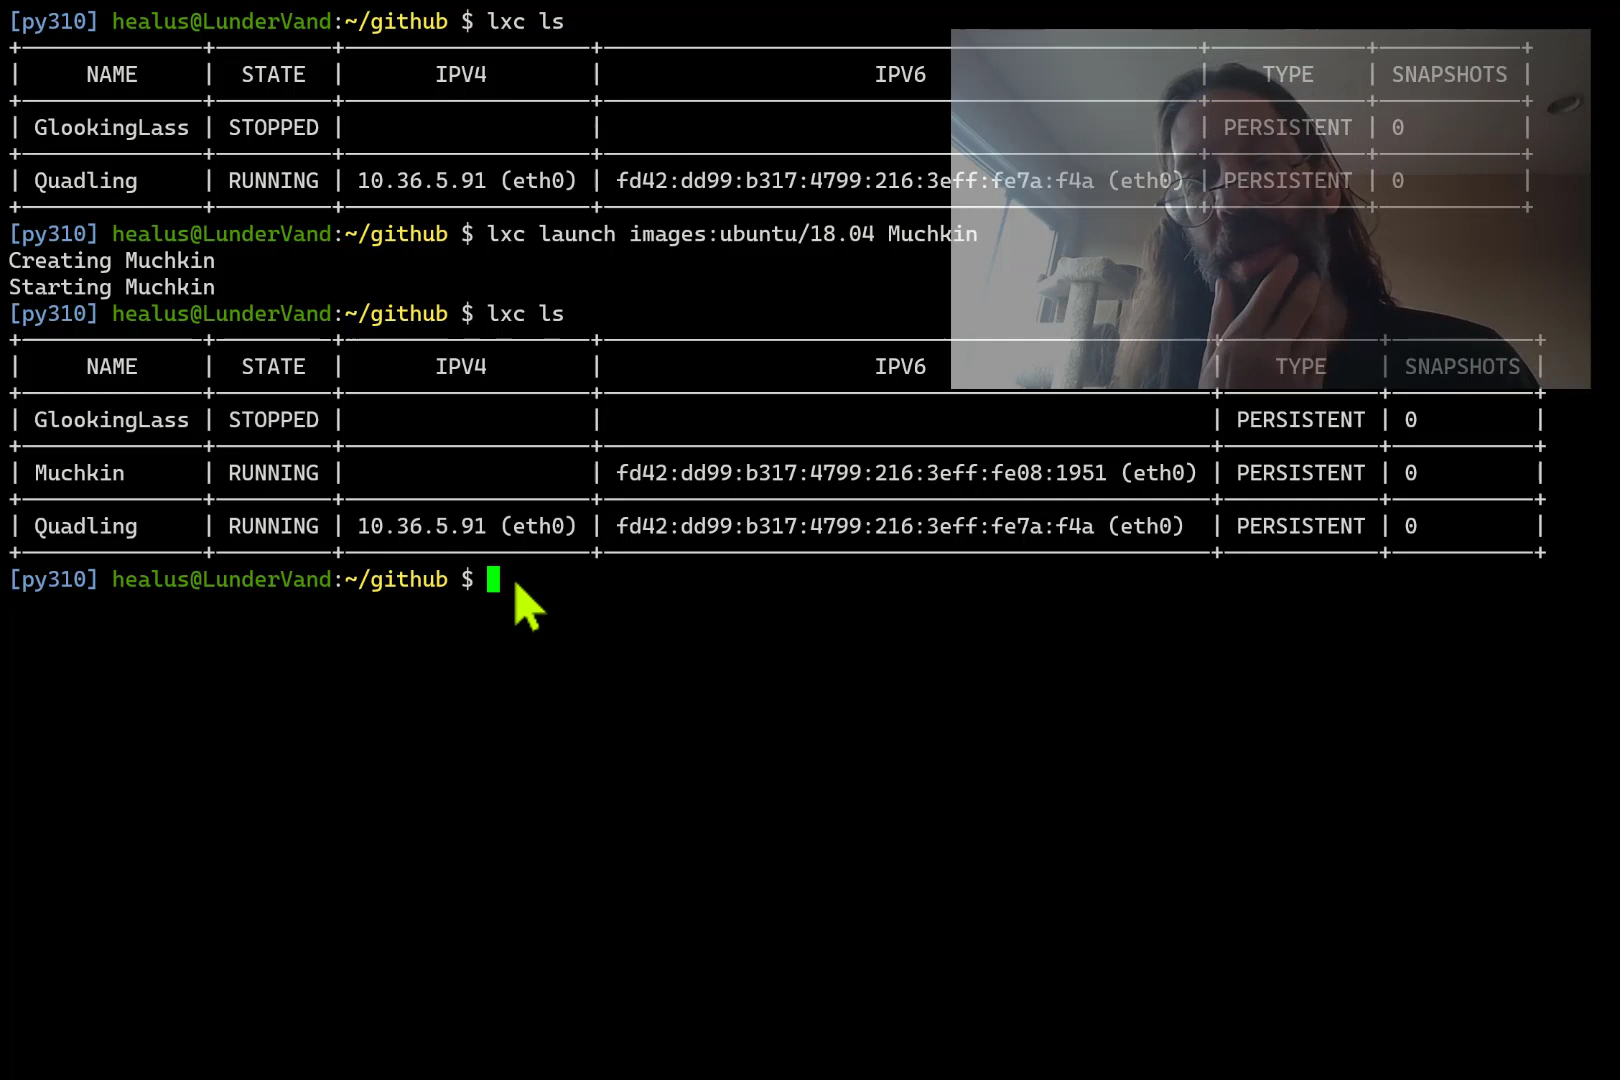 [py310] healus@LunderVand:~/github $ lxc ls
| NAME | STATE | IPV4 | IPV6 | TYPE | SNAPSHOTS |
| GlookingLass | STOPPED | | | PERSISTENT | 0 |
| Quadling | RUNNING | 10.36.5.91 (eth0) | fd42:dd99:b317:4799:216:3eff:fe7a:f4a (eth0) | PERSISTENT | 0 |
[py310] healus@LunderVand:~/github $ lxc launch images:ubuntu/18.04 Muchkin
Creating Muchkin
Starting Muchkin
[py310] healus@LunderVand:~/github $ lxc ls
| NAME | STATE | IPV4 | IPV6 | TYPE | SNAPSHOTS |
| GlookingLass | STOPPED | | | PERSISTENT | 0 |
| Muchkin | RUNNING | | fd42:dd99:b317:4799:216:3eff:fe08:1951 (eth0) | PERSISTENT | 0 |
| Quadling | RUNNING | 10.36.5.91 (eth0) | fd42:dd99:b317:4799:216:3eff:fe7a:f4a (eth0) | PERSISTENT | 0 |
[py310] healus@LunderVand:~/github $